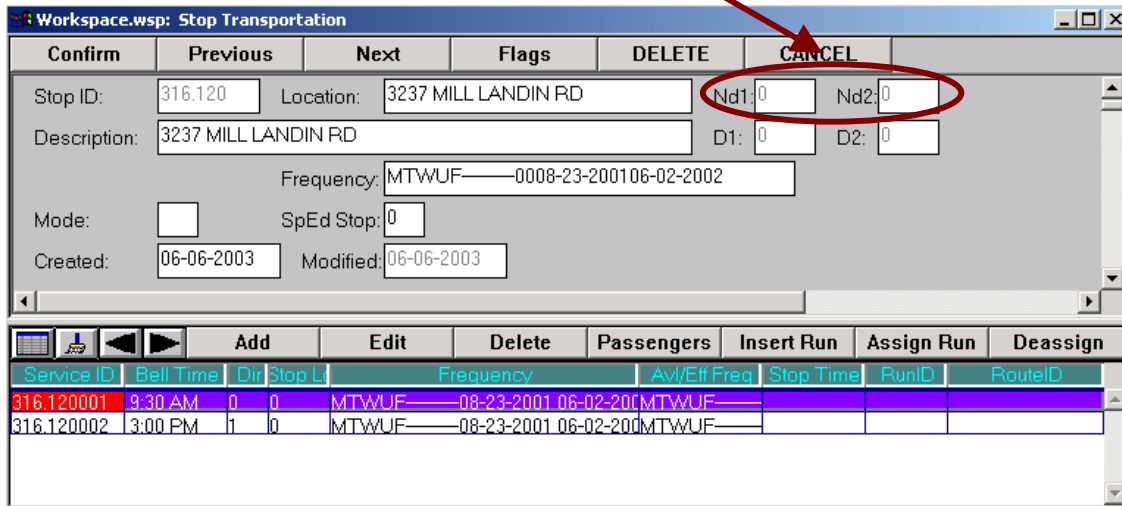 Workspace.wsp: Stop Transportation
Confirm Previous Next Flags DELETE CANCEL
Stop ID: 316.120 Location: 3237 MILL LANDIN RD Nd1: 0 Nd2: 0
Description: 3237 MILL LANDIN RD D1: 0 D2: 0
Frequency: MTWUF———0008-23-200106-02-2002
Mode: SpEd Stop: 0
Created: 06-06-2003 Modified: 06-06-2003
Add Edit Delete Passengers Insert Run Assign Run Deassign
Service ID Bell Time Dir Stop Lo Frequency Avl/Eff Freq Stop Time RunID RouteID
316.120001 9:30 AM 0 0 MTWUF———08-23-2001 06-02-200 MTWUF———
316.120002 3:00 PM 1 0 MTWUF———08-23-2001 06-02-200 MTWUF———